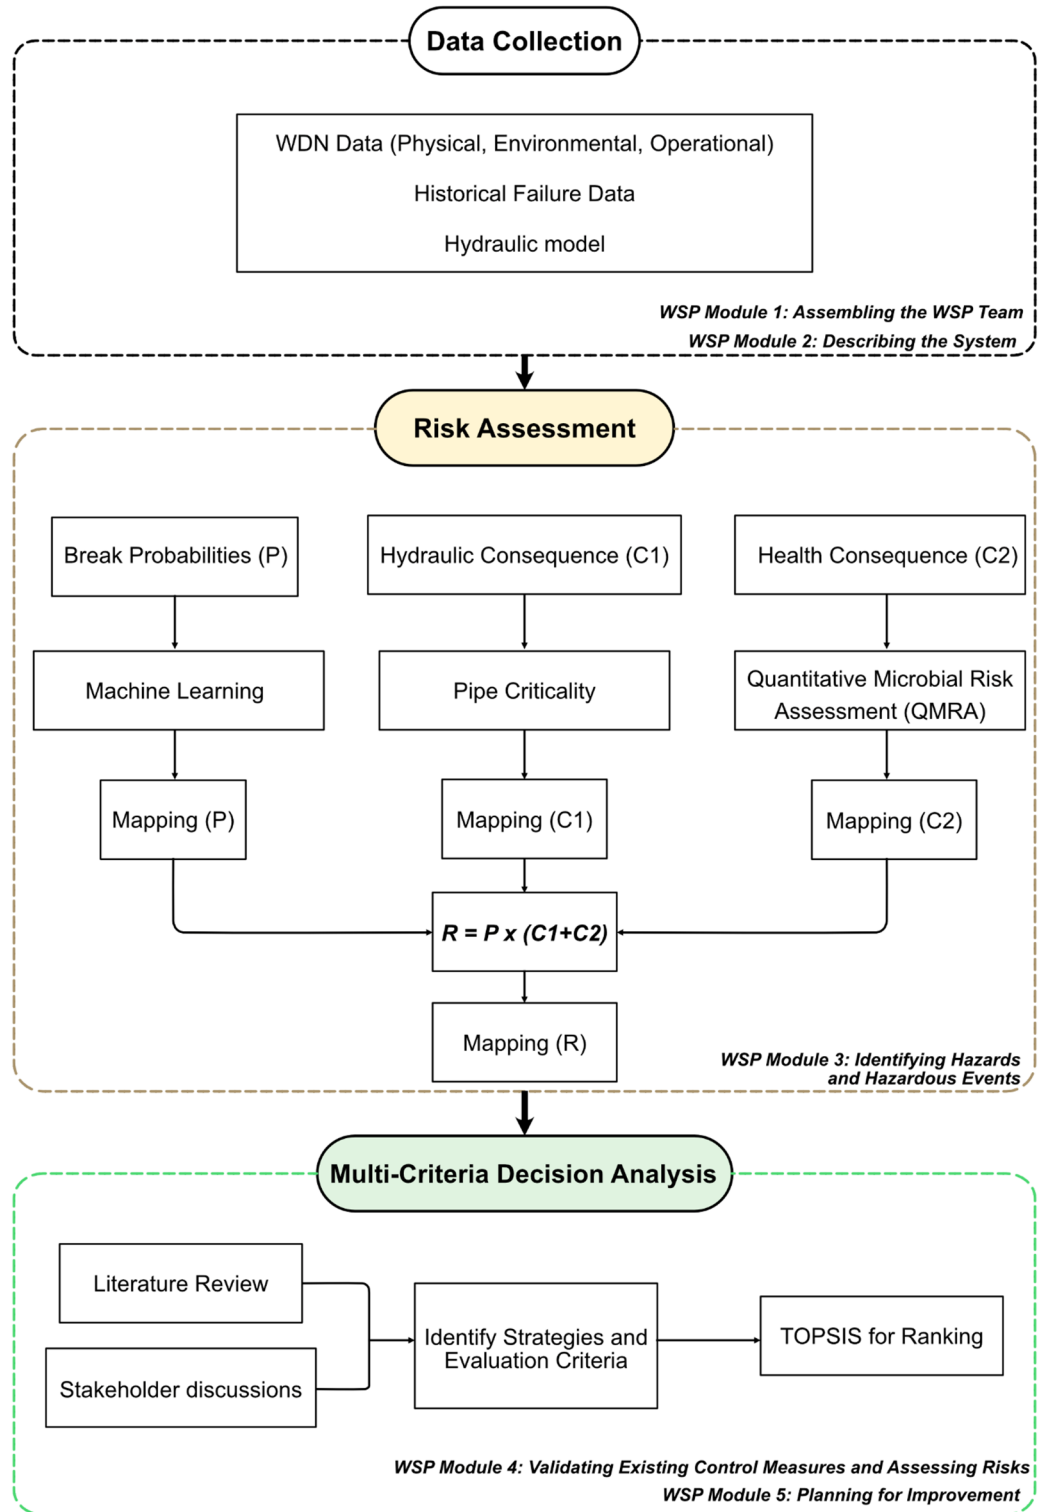 Data Collection
WDN Data (Physical, Environmental, Operational)
Historical Failure Data
Hydraulic model
WSP Module 1: Assembling the WSP Team
WSP Module 2: Describing the System
Risk Assessment
Break Probabilities (P)
Hydraulic Consequence (C1)
Health Consequence (C2)
Machine Learning
Pipe Criticality
Quantitative Microbial Risk
Assessment (QMRA)
Mapping (P)
Mapping (C1)
Mapping (C2)
R = P x (C1+C2)
Mapping (R)
WSP Module 3: Identifying Hazards
and Hazardous Events
Multi-Criteria Decision Analysis
Literature Review
Stakeholder discussions
Identify Strategies and
Evaluation Criteria
TOPSIS for Ranking
WSP Module 4: Validating Existing Control Measures and Assessing Risks
WSP Module 5: Planning for Improvement